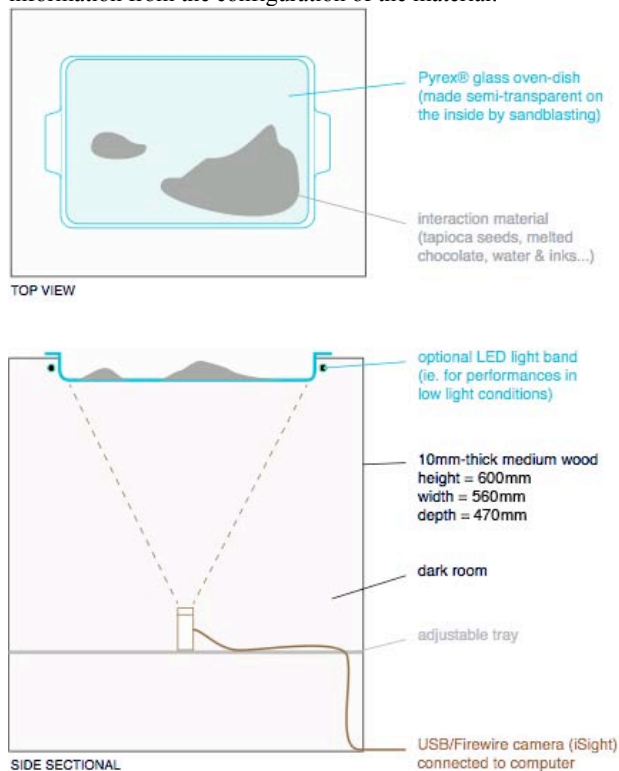 information from the configuration of the material.
Pyrex® glass oven-dish
(made semi-transparent on
the inside by sandblasting)
interaction material
(tapioca seeds, melted
chocolate, water & inks...)
TOP VIEW
optional LED light band
(ie. for performances in
low light conditions)
10mm-thick medium wood
height = 600mm
width = 560mm
depth = 470mm
dark room
adjustable tray
USB/Firewire camera (iSight)
connected to computer
SIDE SECTIONAL